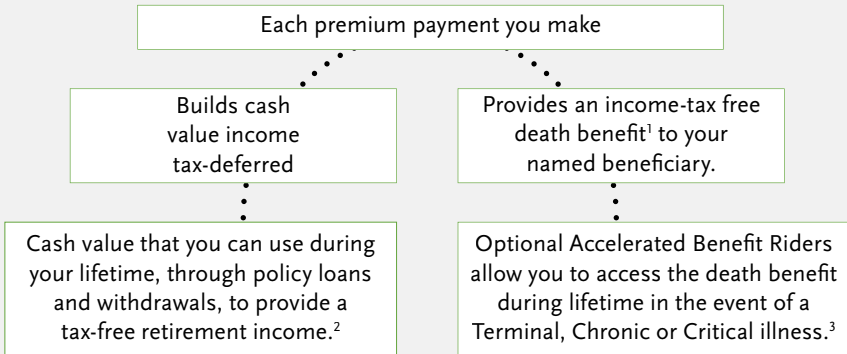 Each premium payment you make
Builds cash
value income
tax-deferred
Provides an income-tax free
death benefit¹ to your
named beneficiary.
Cash value that you can use during
your lifetime, through policy loans
and withdrawals, to provide a
tax-free retirement income.²
Optional Accelerated Benefit Riders
allow you to access the death benefit
during lifetime in the event of a
Terminal, Chronic or Critical illness.³